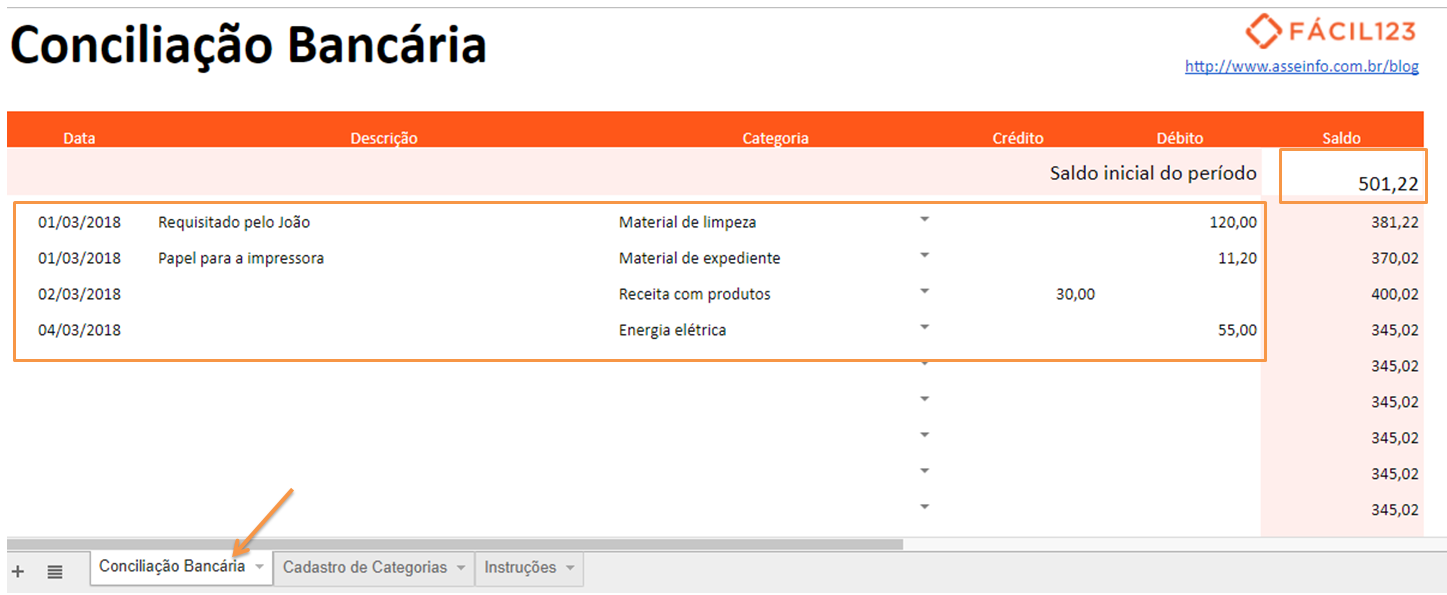 Conciliação Bancária
FÁCIL123
http://www.asseinfo.com.br/blog
Data Descrição Categoria Crédito Débito Saldo
Saldo inicial do período 501,22
01/03/2018 Requisitado pelo João Material de limpeza 120,00 381,22
01/03/2018 Papel para a impressora Material de expediente 11,20 370,02
02/03/2018 Receita com produtos 30,00 400,02
04/03/2018 Energia elétrica 55,00 345,02
345,02
345,02
345,02
345,02
345,02
Conciliação Bancária Cadastro de Categorias Instruções